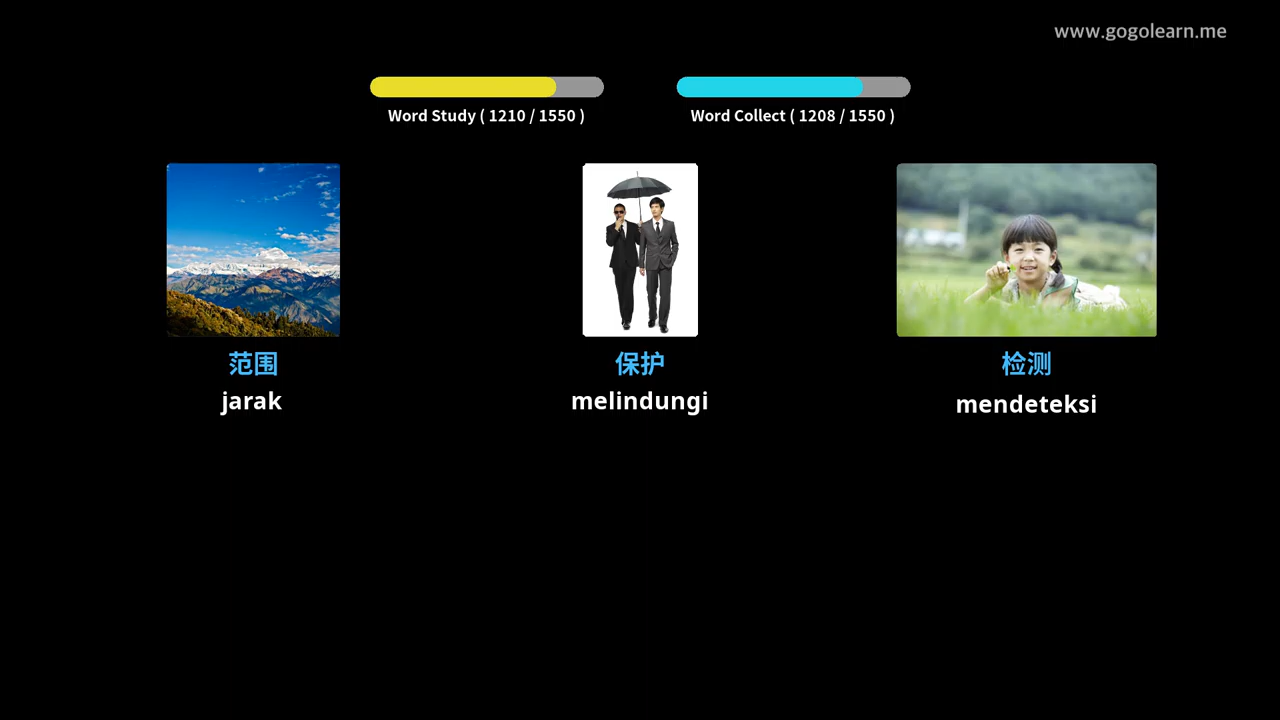 www.gogolearn.me
Word Study ( 1210 / 1550 )
Word Collect ( 1208 / 1550 )
范围
jarak
保护
melindungi
检测
mendeteksi